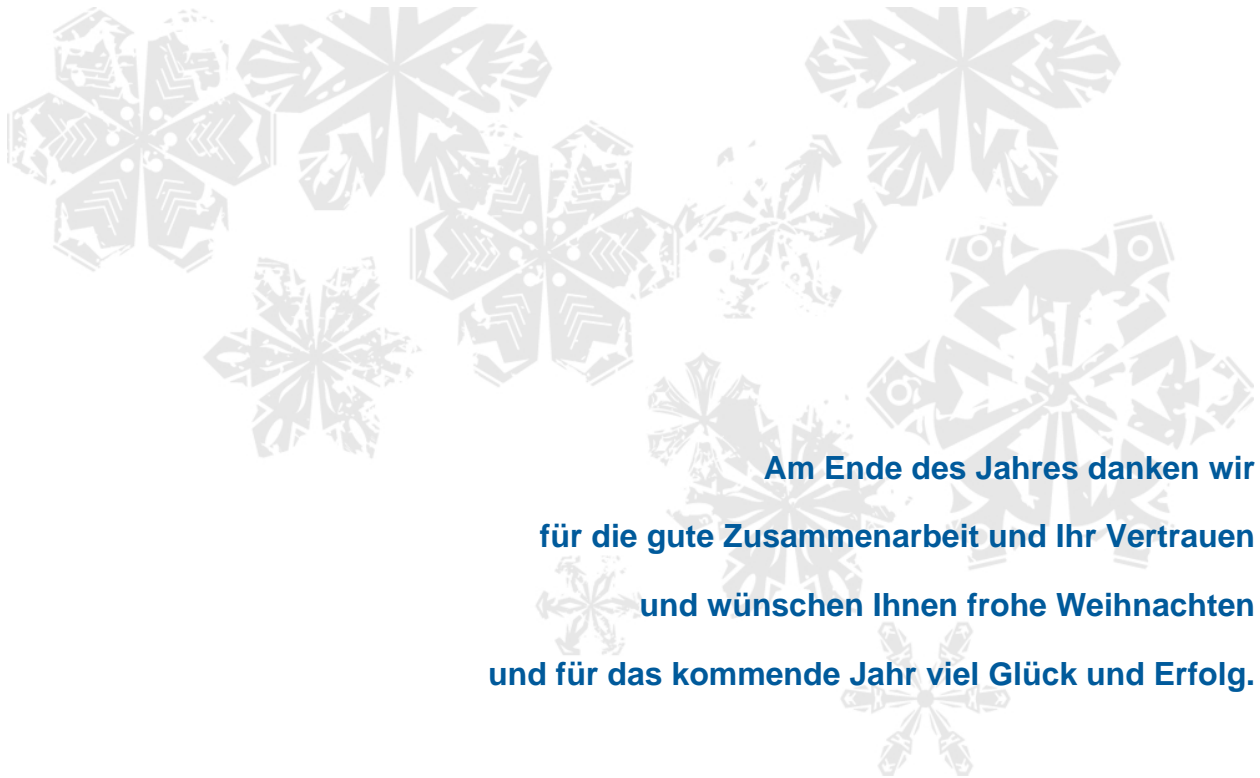 Am Ende des Jahres danken wir
für die gute Zusammenarbeit und Ihr Vertrauen
und wünschen Ihnen frohe Weihnachten
und für das kommende Jahr viel Glück und Erfolg.